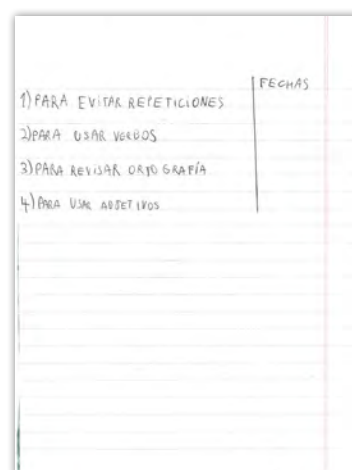 FECHAS
1) PARA EVITAR REPETICIONES
2) PARA USAR VERBOS
3) PARA REVISAR ORTOGRAFÍA
4) PARA USAR ADJETIVOS